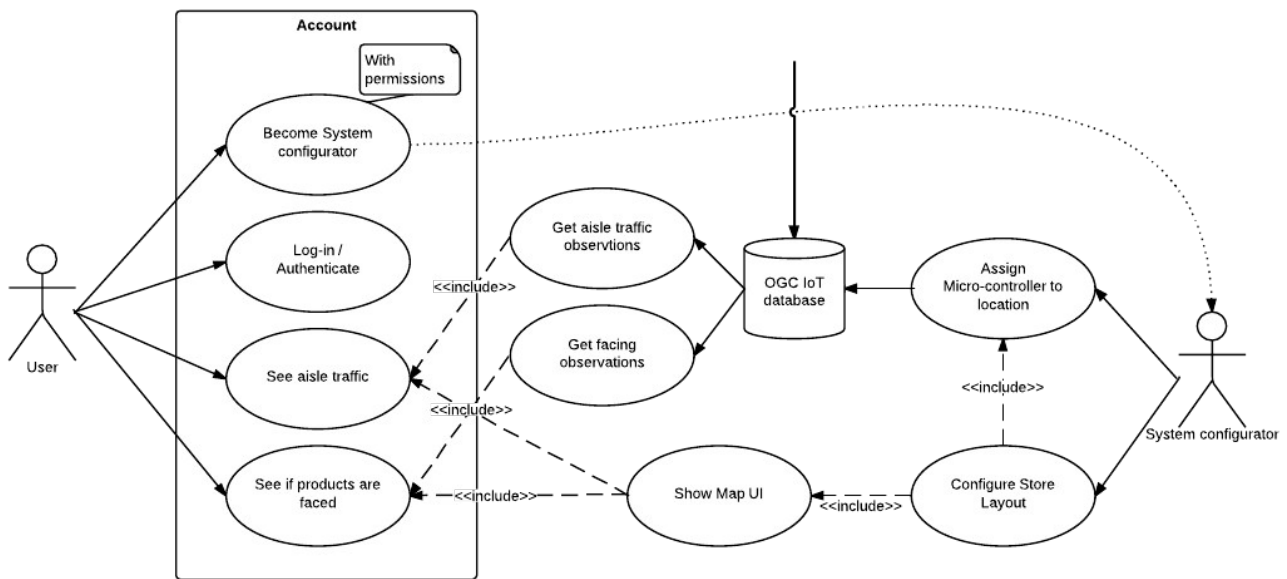 Account
With
permissions
Become System
configurator
Log-in /
Authenticate
See aisle traffic
See if products are
faced
User
Get aisle traffic
observtions
Get facing
observations
<<include>>
<<include>>
<<include>>
Show Map UI
OGC IoT
database
Assign
Micro-controller to
location
<<include>>
<<include>>
Configure Store
Layout
System configurator